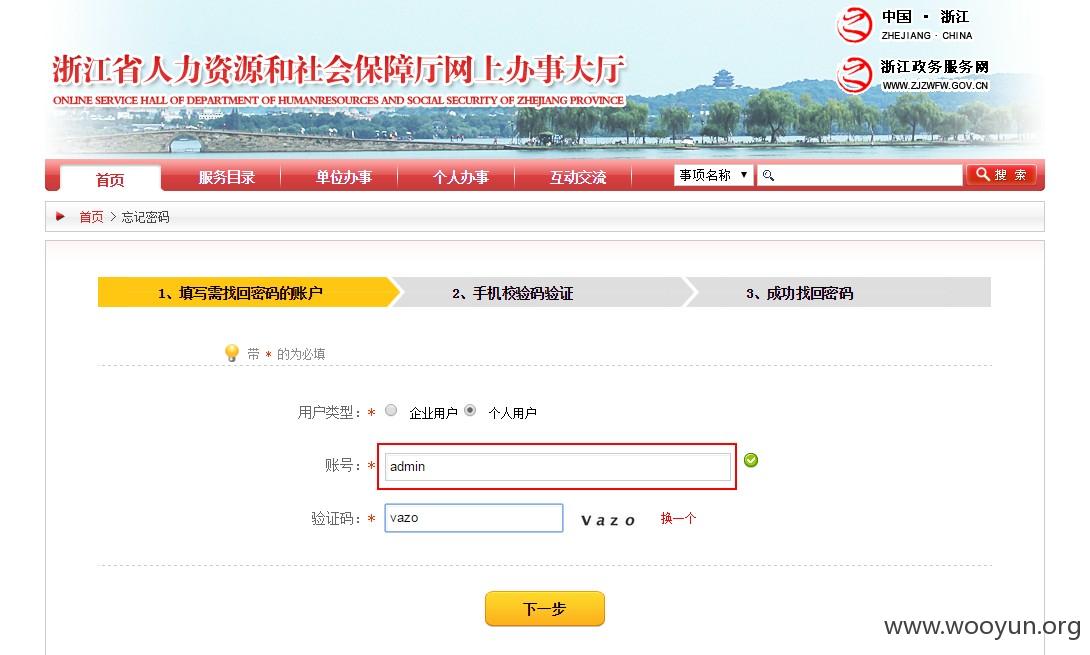 中国 · 浙江
ZHEJIANG · CHINA
浙江省人力资源和社会保障厅网上办事大厅
ONLINE SERVICE HALL OF DEPARTMENT OF HUMANRESOURCES AND SOCIAL SECURITY OF ZHEJIANG PROVINCE
浙江政务服务网
WWW.ZJZWFW.GOV.CN
首页 服务目录 单位办事 个人办事 互动交流 事项名称 搜 索
首页 > 忘记密码
1、填写需找回密码的账户 2、手机校验码验证 3、成功找回密码
带 * 的为必填
用户类型：* 企业用户 个人用户
账号：* admin
验证码：* vazo vazo 换一个
下一步
www.wooyun.org